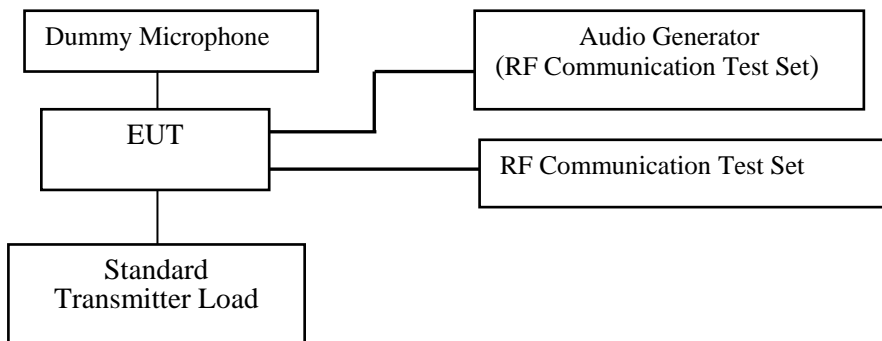 Dummy Microphone
Audio Generator
(RF Communication Test Set)
EUT
RF Communication Test Set
Standard
Transmitter Load